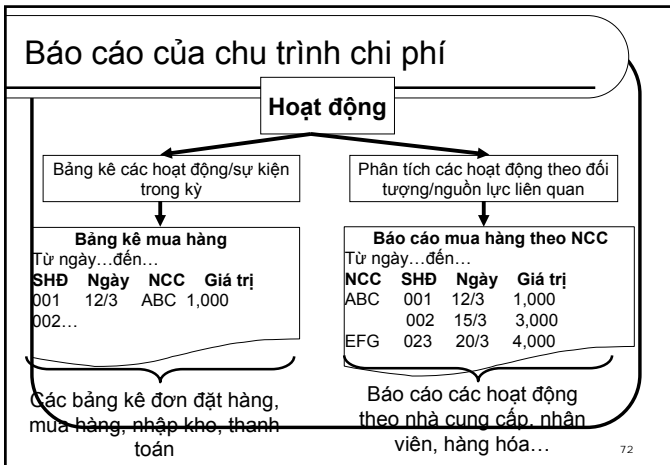 Báo cáo của chu trình chi phí
Hoạt động
Bảng kê các hoạt động/sự kiện
trong kỳ
Bảng kê mua hàng
Từ ngày…đến…
SHĐ Ngày NCC Giá trị
001 12/3 ABC 1,000
002…
Các bảng kê đơn đặt hàng,
mua hàng, nhập kho, thanh
toán
Phân tích các hoạt động theo đối
tượng/nguồn lực liên quan
Báo cáo mua hàng theo NCC
Từ ngày…đến…
NCC SHĐ Ngày Giá trị
ABC 001 12/3 1,000
002 15/3 3,000
EFG 023 20/3 4,000
Báo cáo các hoạt động
theo nhà cung cấp, nhân
viên, hàng hóa…
72